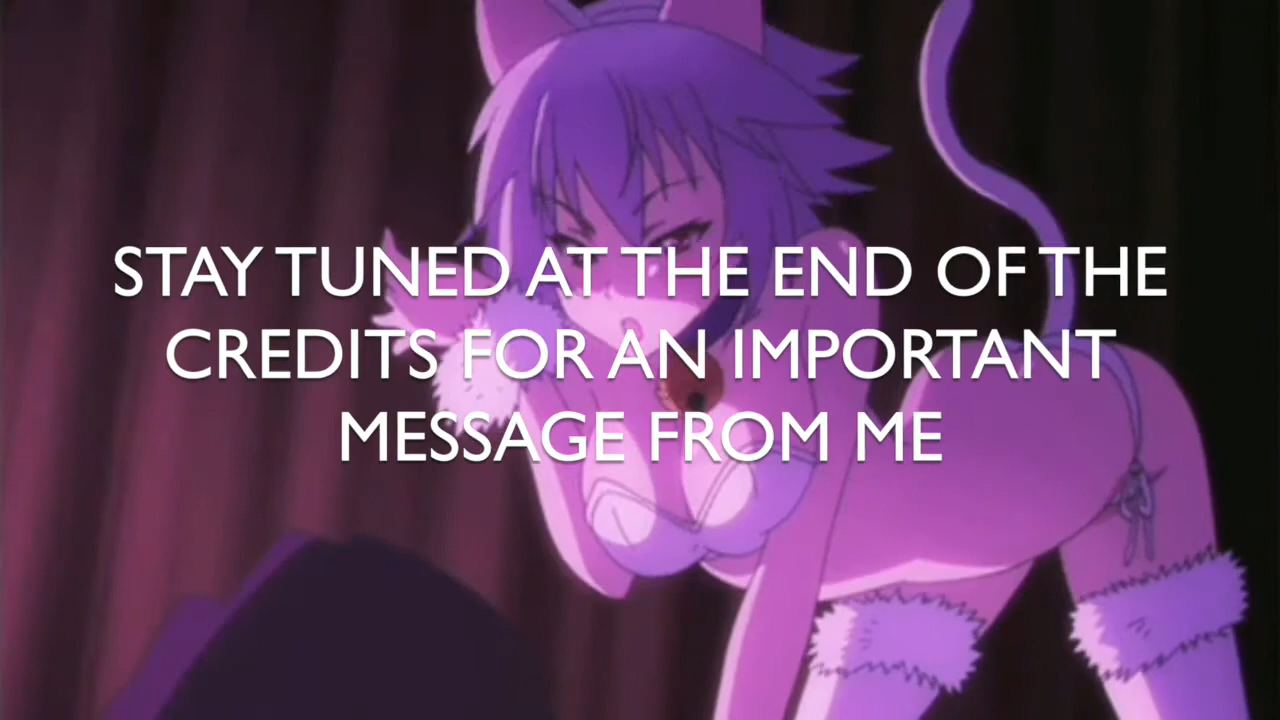 STAY TUNED AT THE END OF THE
CREDITS FOR AN IMPORTANT
MESSAGE FROM ME